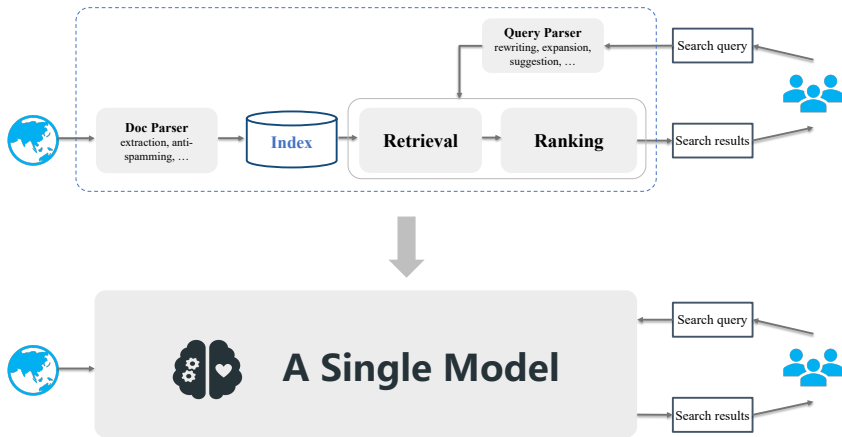 Query Parser
rewriting, expansion,
suggestion, …
Search query
Doc Parser
extraction, anti-
spamming, …
Index
Retrieval
Ranking
Search results
Search query
A Single Model
Search results